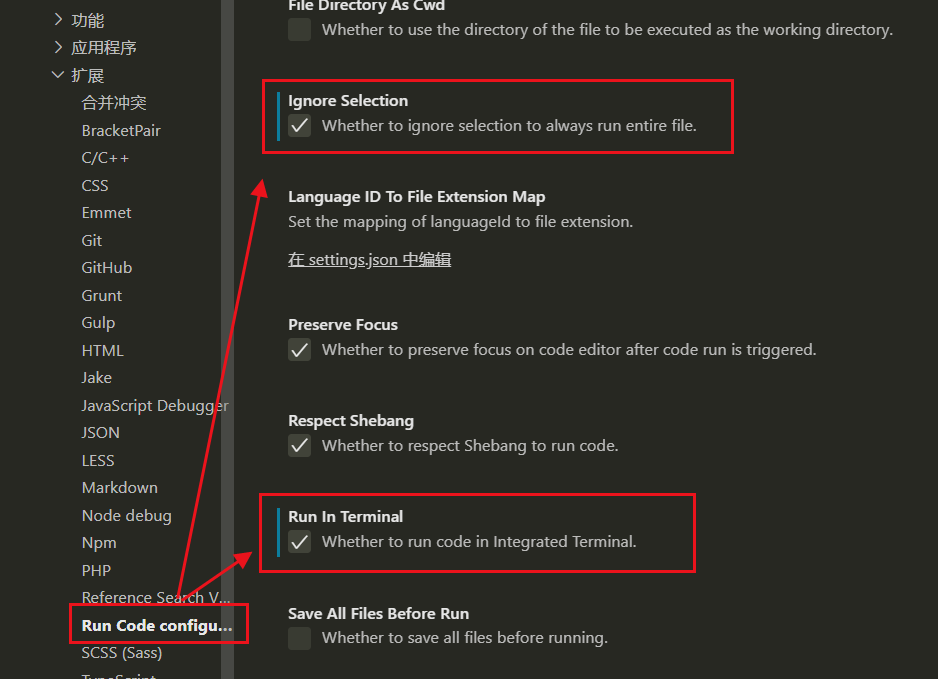 功能
应用程序
扩展
合并冲突
BracketPair
C/C++
CSS
Emmet
Git
GitHub
Grunt
Gulp
HTML
Jake
JavaScript Debugger
JSON
LESS
Markdown
Node debug
Npm
PHP
Reference Search V...
Run Code configu...
SCSS (Sass)
TypeScript
File Directory As Cwd
Whether to use the directory of the file to be executed as the working directory.
Ignore Selection
Whether to ignore selection to always run entire file.
Language ID To File Extension Map
Set the mapping of languageId to file extension.
在 settings.json 中编辑
Preserve Focus
Whether to preserve focus on code editor after code run is triggered.
Respect Shebang
Whether to respect Shebang to run code.
Run In Terminal
Whether to run code in Integrated Terminal.
Save All Files Before Run
Whether to save all files before running.